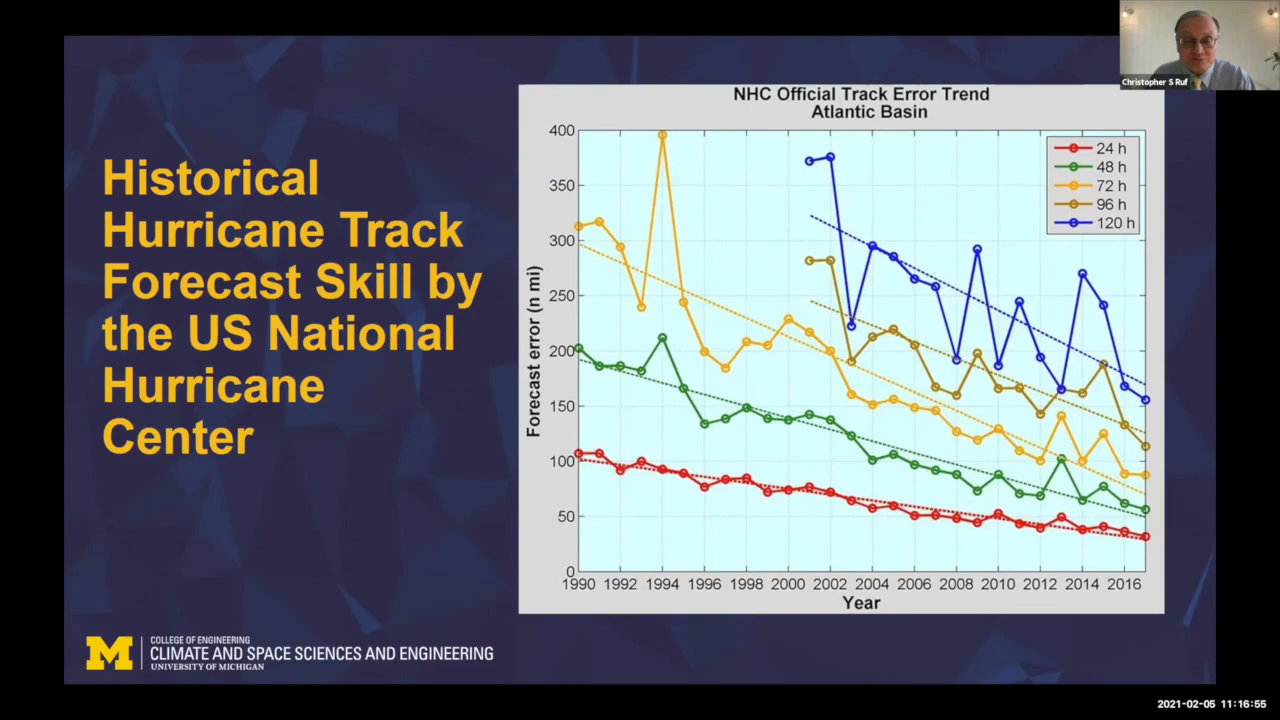 Christopher S Ruf
Historical
Hurricane Track
Forecast Skill by
the US National
Hurricane
Center
NHC Official Track Error Trend
Atlantic Basin
400
350
300
250
200
150
100
50
0
Forecast error (n mi)
24 h
48 h
72 h
96 h
120 h
1990 1992 1994 1996 1998 2000 2002 2004 2006 2008 2010 2012 2014 2016
Year
M
COLLEGE OF ENGINEERING
CLIMATE AND SPACE SCIENCES AND ENGINEERING
UNIVERSITY OF MICHIGAN
2021-02-05 11:16:55